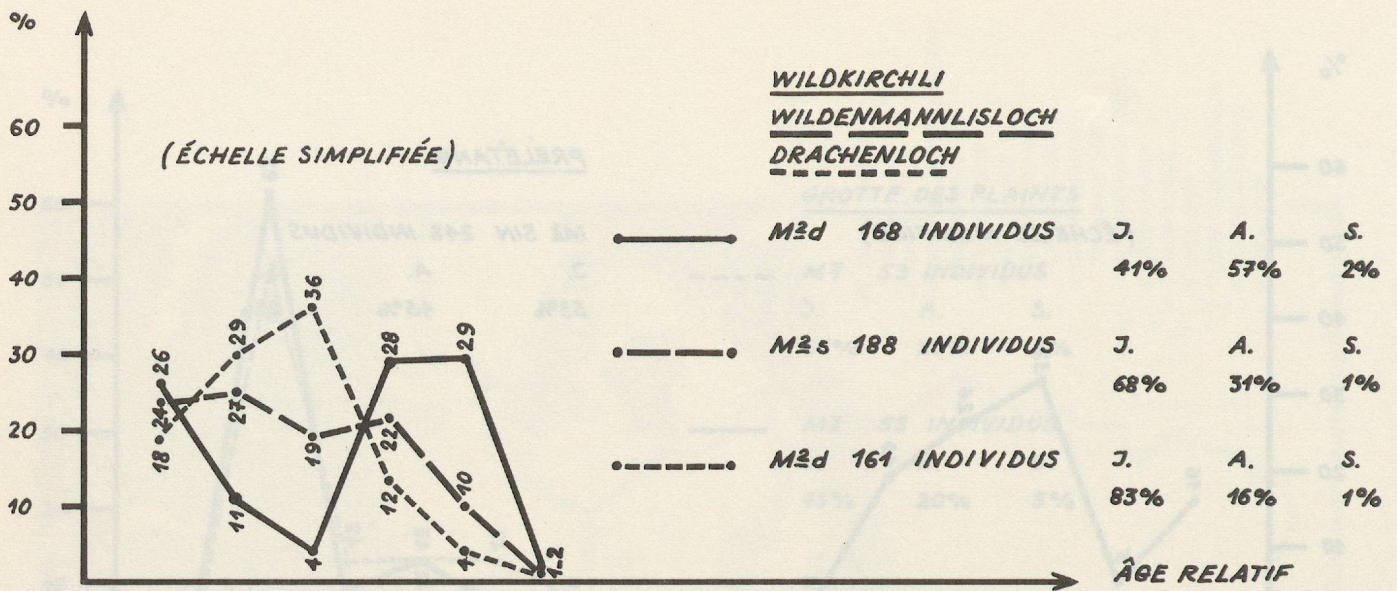 %
60
50
40
30
20
10
(ÉCHELLE SIMPLIFIÉE)
WILDKIRCHLI
WILDENMANNLISLOCH
DRACHENLOCH
M2d 168 INDIVIDUS J. A. S.
41% 57% 2%
M2s 188 INDIVIDUS J. A. S.
68% 31% 1%
M2d 161 INDIVIDUS J. A. S.
83% 16% 1%
26 11 4 28 29
24 27 19 22 10
18 29 36 12 4
1-2
ÂGE RELATIF